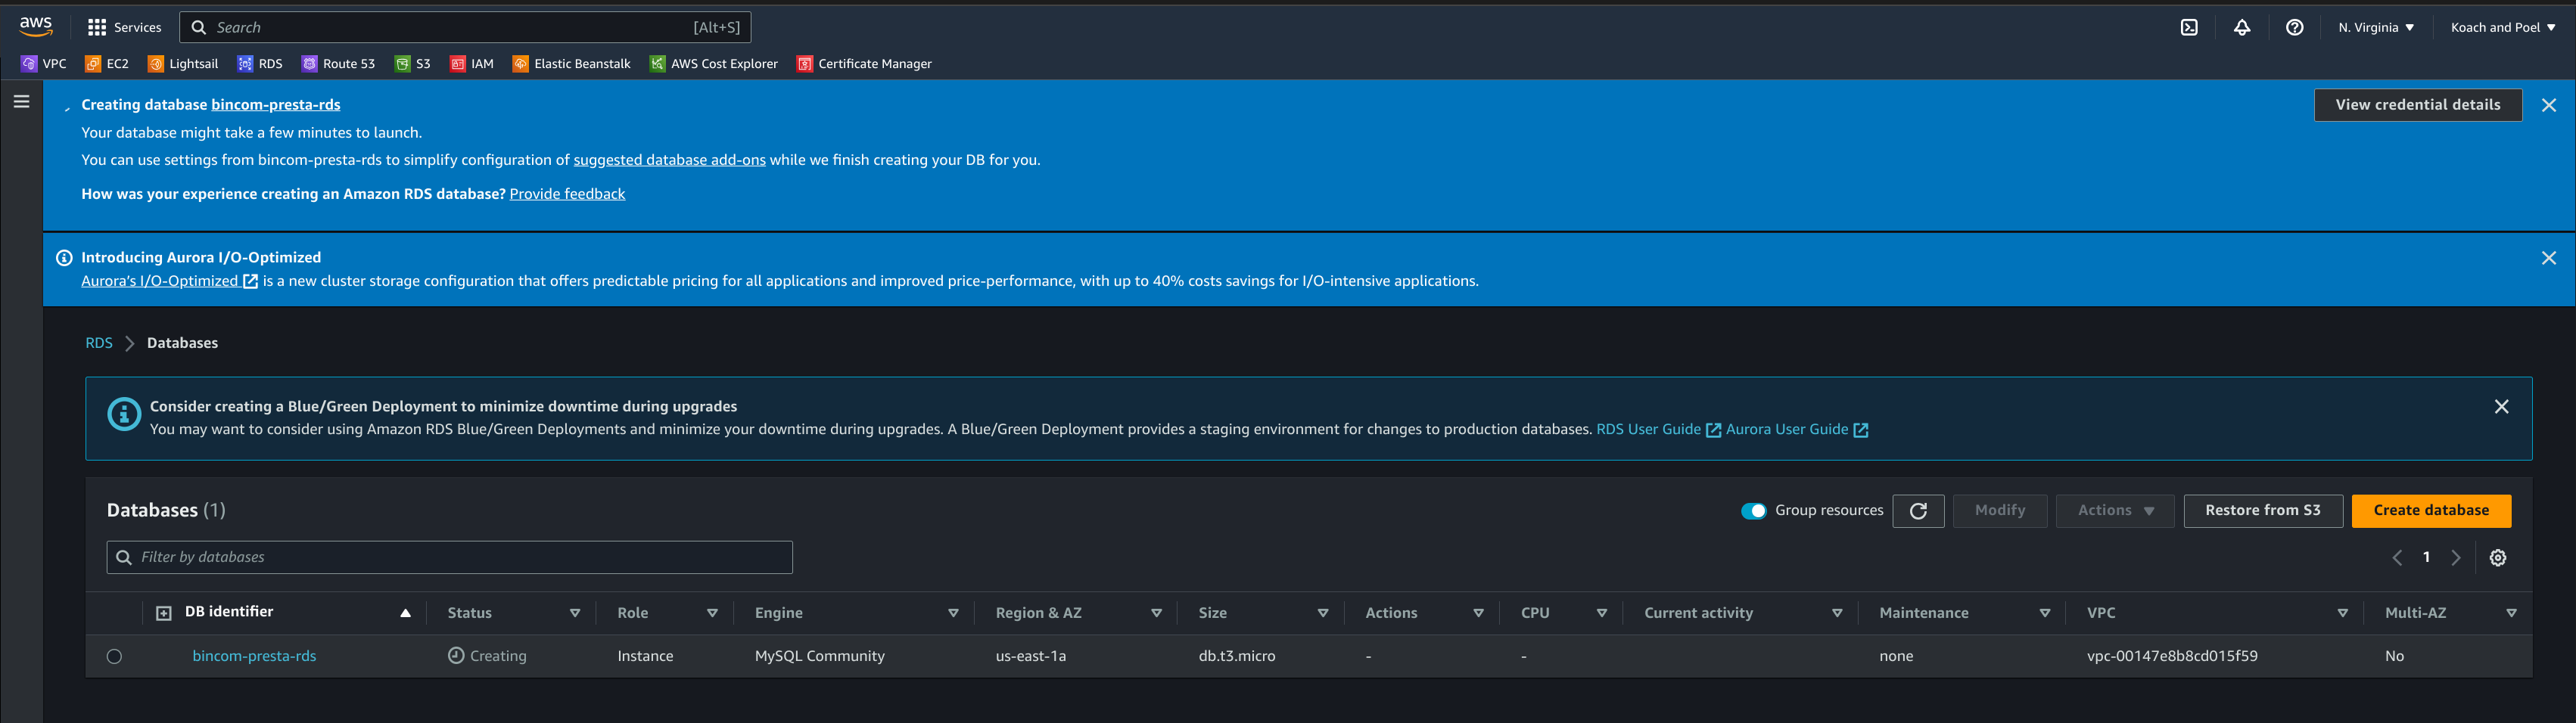 aws
Services
Search [Alt+S]
N. Virginia
Koach and Poel
VPC EC2 Lightsail RDS Route 53 S3 IAM Elastic Beanstalk AWS Cost Explorer Certificate Manager
Creating database bincom-presta-rds
View credential details
Your database might take a few minutes to launch.
You can use settings from bincom-presta-rds to simplify configuration of suggested database add-ons while we finish creating your DB for you.
How was your experience creating an Amazon RDS database? Provide feedback
Introducing Aurora I/O-Optimized
Aurora's I/O-Optimized is a new cluster storage configuration that offers predictable pricing for all applications and improved price-performance, with up to 40% costs savings for I/O-intensive applications.
RDS > Databases
Consider creating a Blue/Green Deployment to minimize downtime during upgrades
You may want to consider using Amazon RDS Blue/Green Deployments and minimize your downtime during upgrades. A Blue/Green Deployment provides a staging environment for changes to production databases. RDS User Guide Aurora User Guide
Databases (1)
Group resources
Modify
Actions
Restore from S3
Create database
Filter by databases
1
DB identifier Status Role Engine Region & AZ Size Actions CPU Current activity Maintenance VPC Multi-AZ
bincom-presta-rds Creating Instance MySQL Community us-east-1a db.t3.micro - - none vpc-00147e8b8cd015f59 No